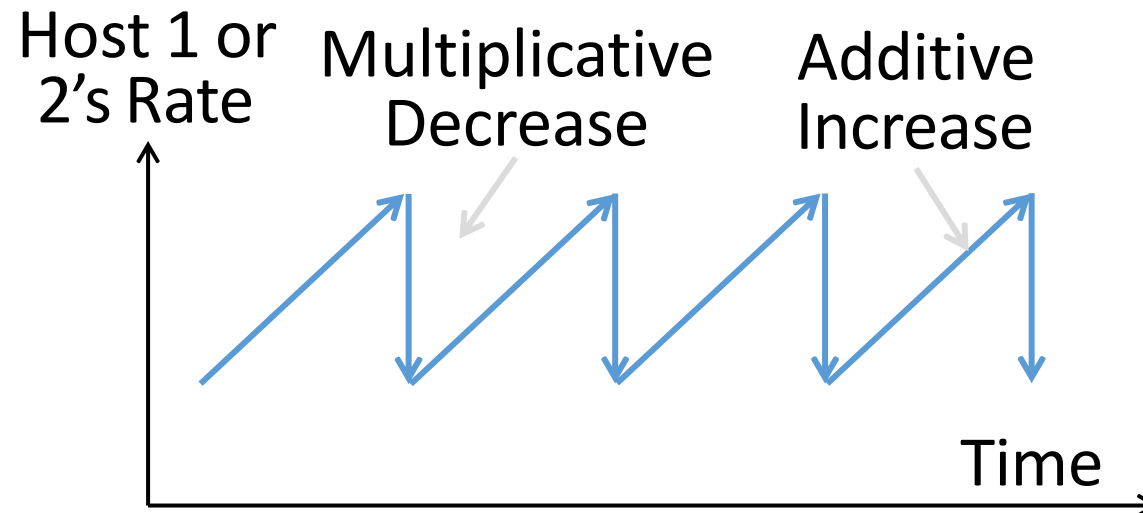 Host 1 or
2’s Rate
Multiplicative
Decrease
Additive
Increase
Time